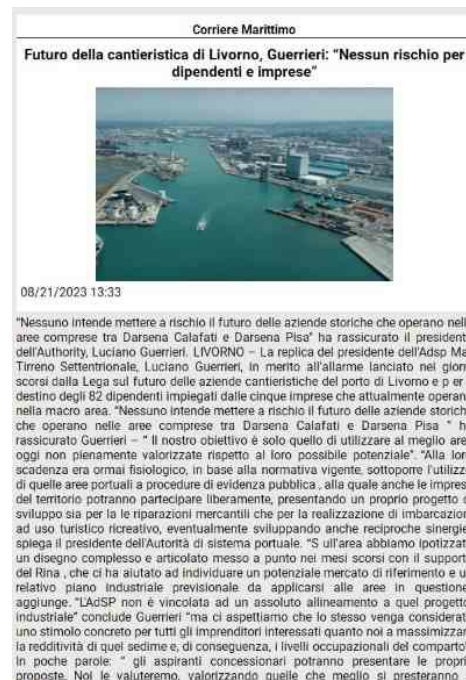 Corriere Marittimo
Futuro della cantieristica di Livorno, Guerrieri: “Nessun rischio per
dipendenti e imprese”
08/21/2023 13:33
"Nessuno intende mettere a rischio il futuro delle aziende storiche che operano nell
aree comprese tra Darsena Calafati e Darsena Pisa" ha rassicurato il president
dell'Authority, Luciano Guerrieri. LIVORNO – La replica del presidente dell'Adsp Ma
Tirreno Settentrionale, Luciano Guerrieri, in merito all'allarme lanciato nei giorn
scorsi dalla Lega sul futuro delle aziende cantieristiche del porto di Livorno e p er
destino degli 82 dipendenti impiegati dalle cinque imprese che attualmente operan
nella macro area. “Nessuno intende mettere a rischio il futuro delle aziende storich
che operano nelle aree comprese tra Darsena Calafati e Darsena Pisa " h
rassicurato Guerrieri – “ Il nostro obiettivo è solo quello di utilizzare al meglio are
oggi non pienamente valorizzate rispetto al loro possibile potenziale”. “Alla lor
scadenza era ormai fisiologico, in base alla normativa vigente, sottoporre l'utilizz
di quelle aree portuali a procedure di evidenza pubblica , alla quale anche le impres
del territorio potranno partecipare liberamente, presentando un proprio progetto d
sviluppo sia per la le riparazioni mercantili che per la realizzazione di imbarcazion
ad uso turistico ricreativo, eventualmente sviluppando anche reciproche sinergie
spiega il presidente dell'Autorità di sistema portuale. “S ull'area abbiamo ipotizzat
un disegno complesso e articolato messo a punto nei mesi scorsi con il support
del Rina , che ci ha aiutato ad individuare un potenziale mercato di riferimento e u
relativo piano industriale previsionale da applicarsi alle aree in question
aggiunge. “L'AdSP non è vincolata ad un assoluto allineamento a quel progett
industriale” conclude Guerrieri “ma ci aspettiamo che lo stesso venga considerat
uno stimolo concreto per tutti gli imprenditori interessati quanto noi a massimizzar
la redditività di quel sedime e, di conseguenza, i livelli occupazionali del comparto"
In poche parole: “ gli aspiranti concessionari potranno presentare le propri
proposte. Noi le valuteremo, valorizzando quelle che meglio si presteranno